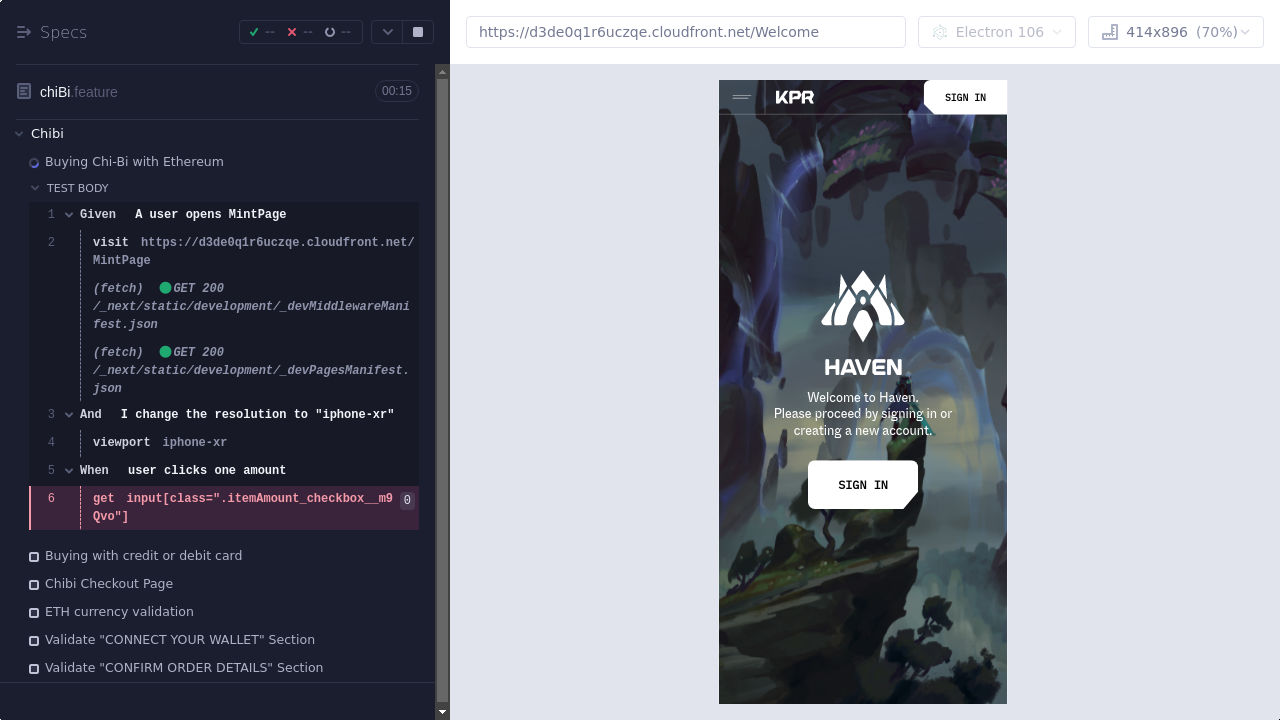 Specs
--
--
--
https://d3de0q1r6uczqe.cloudfront.net/Welcome
Electron 106
414x896 (70%)
chiBi.feature
00:15
Chibi
Buying Chi-Bi with Ethereum
TEST BODY
1 Given A user opens MintPage
2 visit https://d3de0q1r6uczqe.cloudfront.net/
MintPage
(fetch) GET 200
/_next/static/development/_devMiddlewareMani
fest.json
(fetch) GET 200
/_next/static/development/_devPagesManifest.
json
3 And I change the resolution to "iphone-xr"
4 viewport iphone-xr
5 When user clicks one amount
6 get input[class=".itemAmount_checkbox__m9 0
Qvo"]
Buying with credit or debit card
Chibi Checkout Page
ETH currency validation
Validate "CONNECT YOUR WALLET" Section
Validate "CONFIRM ORDER DETAILS" Section
KPR
SIGN IN
HAVEN
Welcome to Haven.
Please proceed by signing in or
creating a new account.
SIGN IN